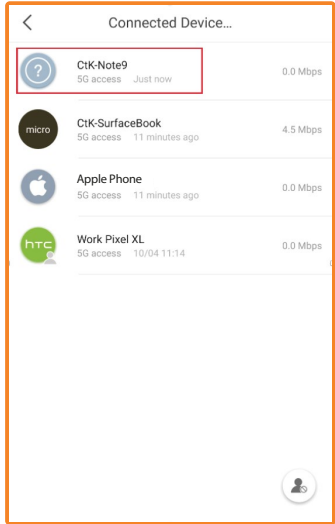 Connected Device...
CtK-Note9
5G access Just now
0.0 Mbps
micro
CtK-SurfaceBook
5G access 11 minutes ago
4.5 Mbps
Apple Phone
5G access 11 minutes ago
0.0 Mbps
hTC
Work Pixel XL
5G access 10/04 11:14
0.0 Mbps